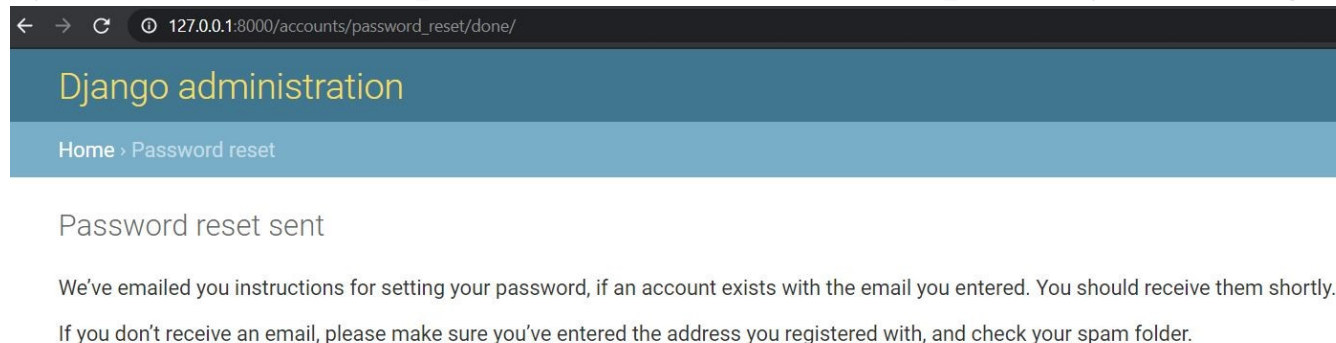 127.0.0.1:8000/accounts/password_reset/done/
Django administration
Home › Password reset
Password reset sent
We’ve emailed you instructions for setting your password, if an account exists with the email you entered. You should receive them shortly.
If you don’t receive an email, please make sure you’ve entered the address you registered with, and check your spam folder.